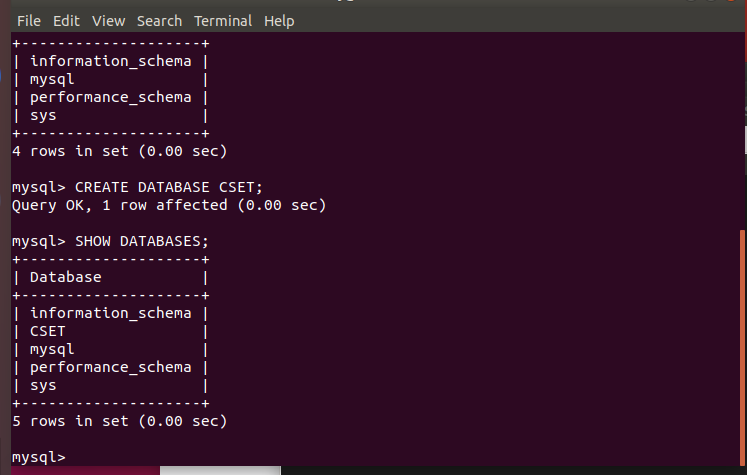 File Edit View Search Terminal Help
+--------------------+
| information_schema |
| mysql              |
| performance_schema |
| sys                |
+--------------------+
4 rows in set (0.00 sec)
mysql> CREATE DATABASE CSET;
Query OK, 1 row affected (0.00 sec)
mysql> SHOW DATABASES;
+--------------------+
| Database           |
+--------------------+
| information_schema |
| CSET               |
| mysql              |
| performance_schema |
| sys                |
+--------------------+
5 rows in set (0.00 sec)
mysql>